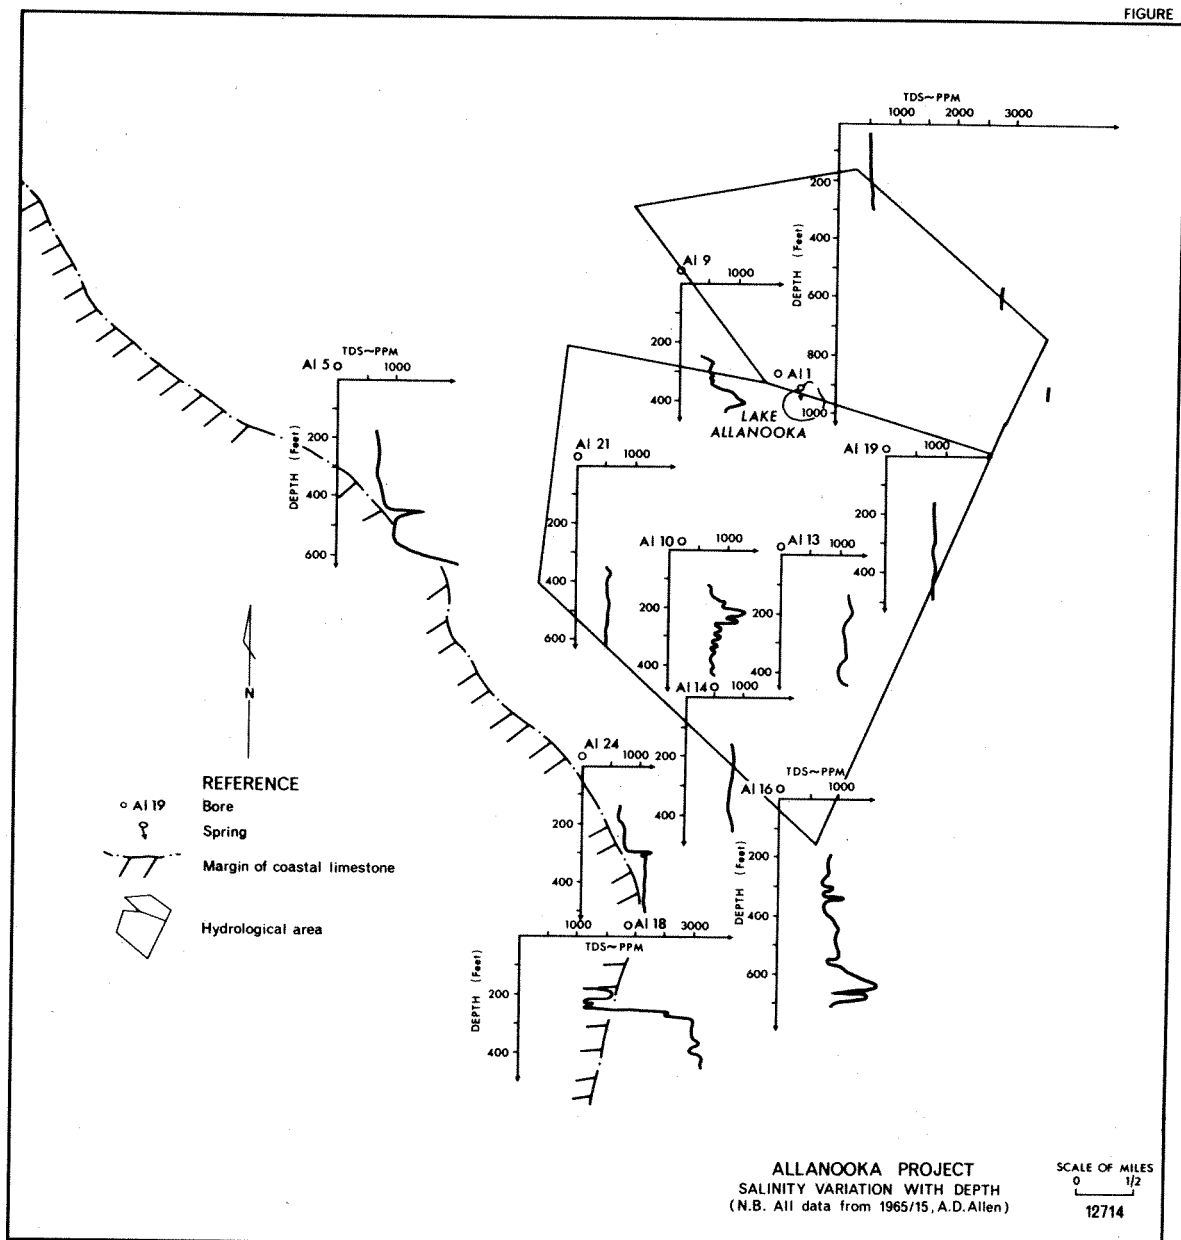 FIGURE
TDS~PPM
1000 2000 3000
200
400
600
800
1000
DEPTH (Feet)
Al 9
1000
200
400
Al 1
LAKE
ALLANOOKA
Al 5
TDS~PPM
1000
200
400
600
DEPTH (Feet)
Al 21
1000
200
400
600
Al 19
1000
200
400
Al 10
1000
200
400
Al 13
1000
200
400
Al 14
1000
200
400
Al 24
1000
200
400
Al 16
TDS~PPM
1000
200
400
600
DEPTH (Feet)
Al 18
1000 3000
TDS~PPM
200
400
DEPTH (Feet)
N
REFERENCE
Al 19 Bore
Spring
Margin of coastal limestone
Hydrological area
ALLANOOKA PROJECT
SALINITY VARIATION WITH DEPTH
(N.B. All data from 1965/15, A.D. Allen)
SCALE OF MILES
0 1/2
12714